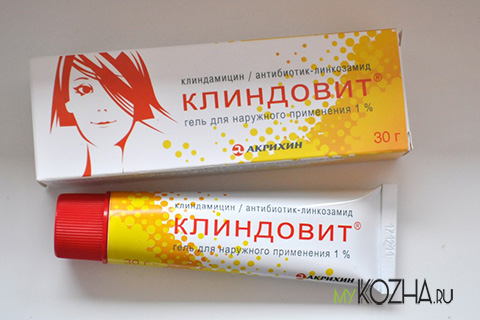 клиндамицин / антибиотик-линкозамид
КЛИНДОВИТ®
гель для наружного применения 1 %
30 г
АКРИХИН
клиндамицин / антибиотик-линкозамид
КЛИНДОВИТ®
гель для наружного применения 1 %
30 г
myKOZHA.RU